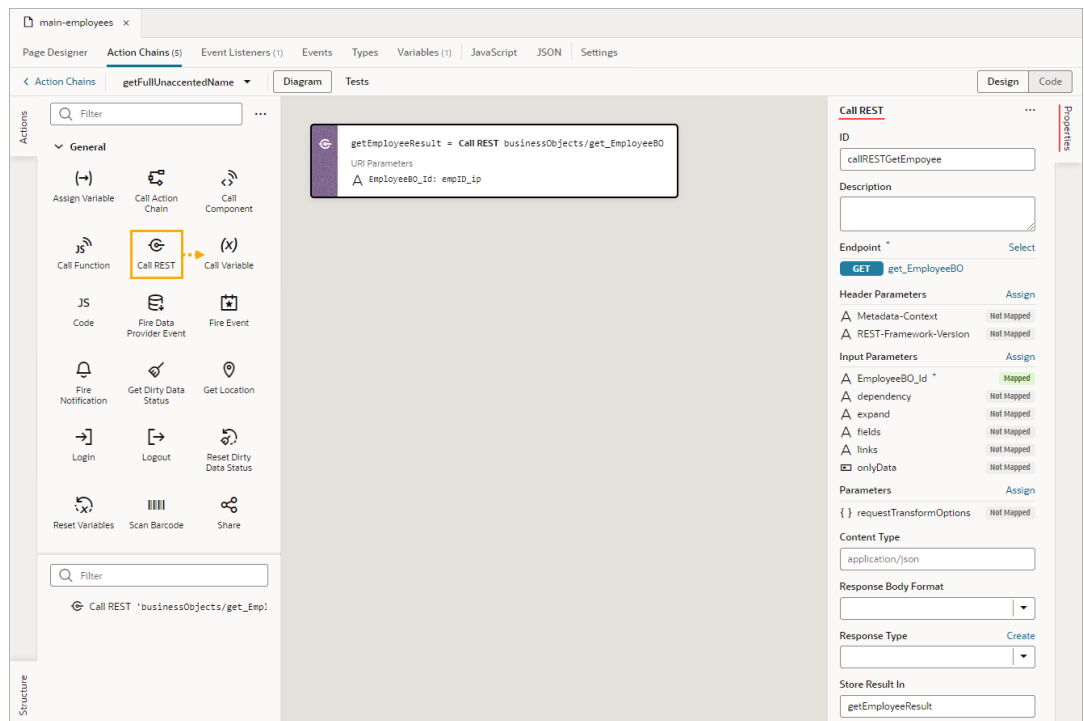 main-employees ×
Page Designer Action Chains (5) Event Listeners (1) Events Types Variables (1) JavaScript JSON Settings
Action Chains getFullUnaccentedName Diagram Tests Design Code
Actions
Filter ...
General
Assign Variable
Call Action Chain
Call Component
Call Function
Call REST
(x)
Call Variable
JS
Code
Fire Data Provider Event
Fire Event
Fire Notification
Get Dirty Data Status
Get Location
Login
Logout
Reset Dirty Data Status
Reset Variables
Scan Barcode
Share
Filter
Call REST 'businessObjects/get_Empl
Structure
getEmployeeResult = Call REST businessObjects/get_EmployeeBO
URI Parameters
A EmployeeBO_Id: empID_ip
Call REST ...
Properties
ID
callRESTGetEmpoyee
Description
Endpoint * Select
GET get_EmployeeBO
Header Parameters Assign
A Metadata-Context Not Mapped
A REST-Framework-Version Not Mapped
Input Parameters Assign
A EmployeeBO_Id * Mapped
A dependency Not Mapped
A expand Not Mapped
A fields Not Mapped
A links Not Mapped
onlyData Not Mapped
Parameters Assign
{ } requestTransformOptions Not Mapped
Content Type
application/json
Response Body Format
Response Type Create
Store Result In
getEmployeeResult